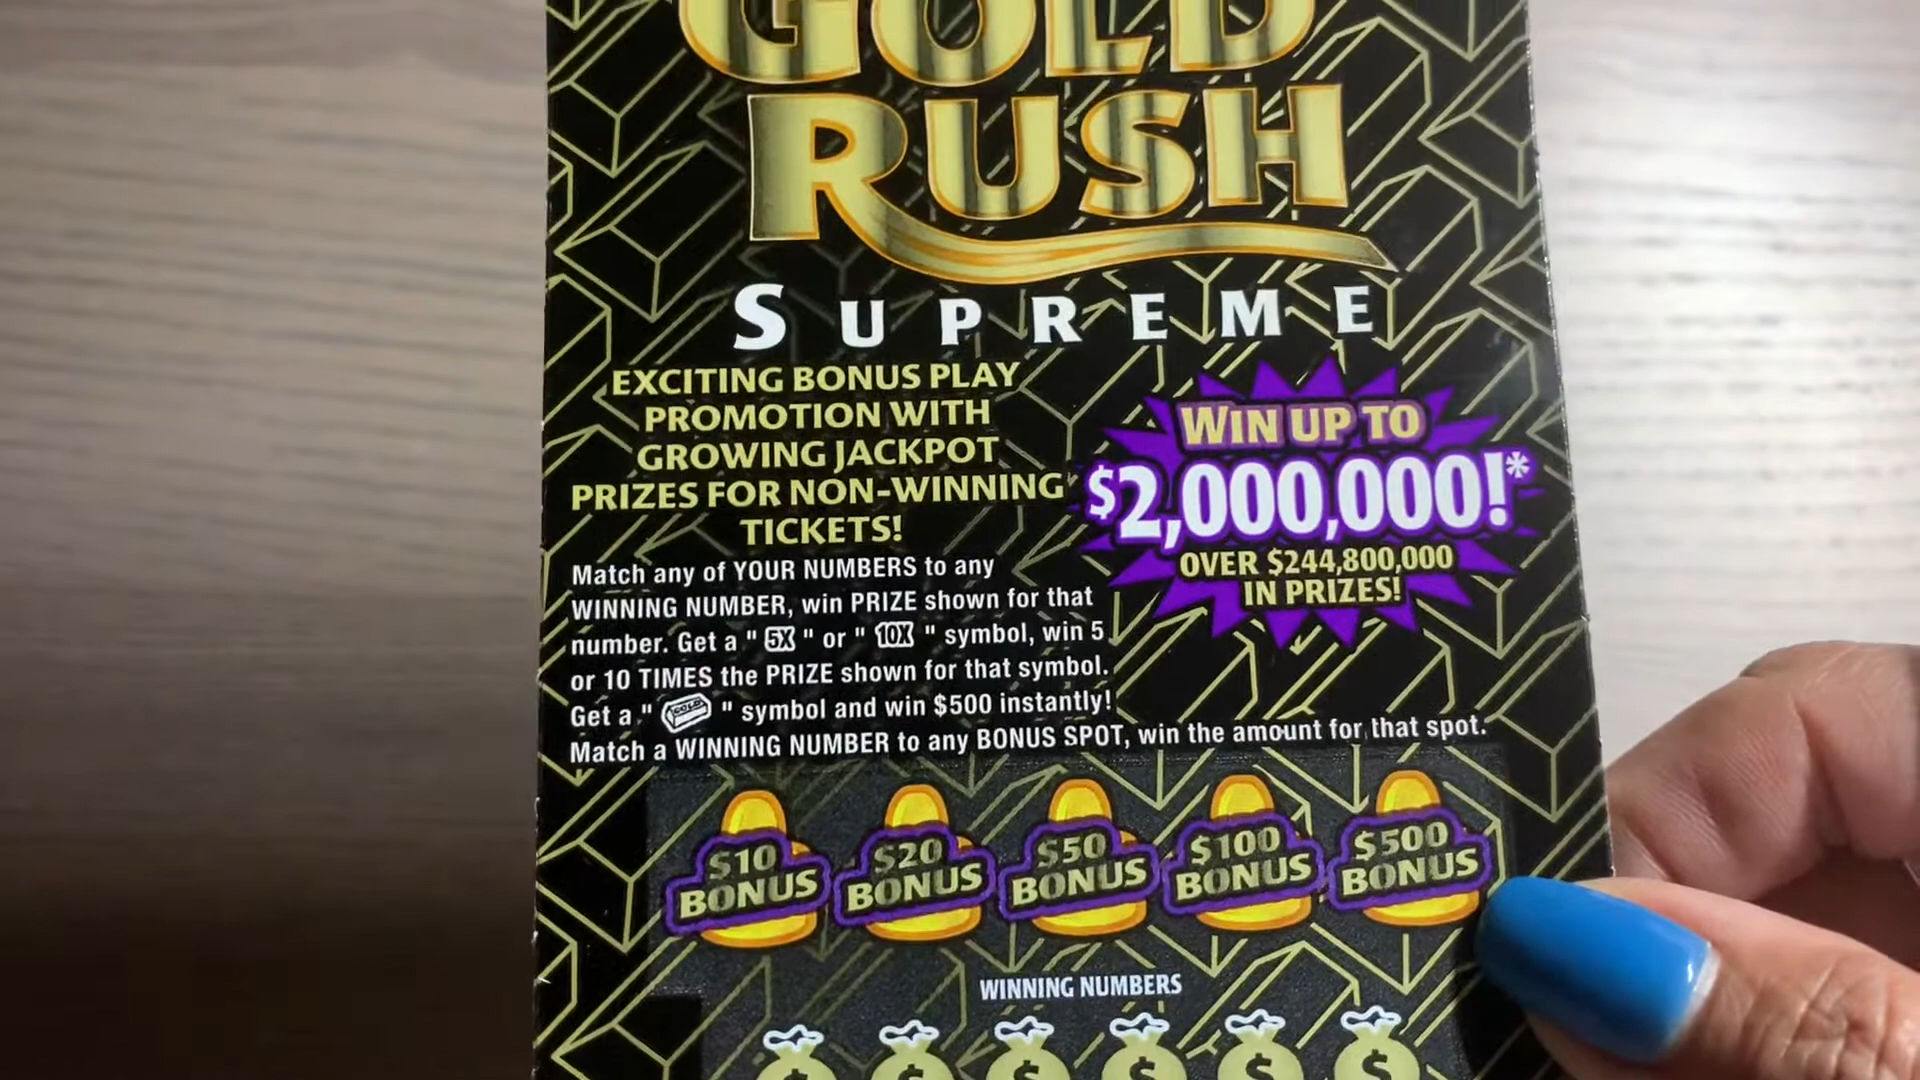 GOLD
RUSH
SUPREME
EXCITING BONUS PLAY
PROMOTION WITH
GROWING JACKPOT
PRIZES FOR NON-WINNING
TICKETS!
WIN UP TO
$2,000,000!*
OVER $244,800,000
IN PRIZES!
Match any of YOUR NUMBERS to any
WINNING NUMBER, win PRIZE shown for that
number. Get a " 5X " or " 10X " symbol, win 5
or 10 TIMES the PRIZE shown for that symbol.
Get a " GOLD " symbol and win $500 instantly!
Match a WINNING NUMBER to any BONUS SPOT, win the amount for that spot.
$10 BONUS
$20 BONUS
$50 BONUS
$100 BONUS
$500 BONUS
WINNING NUMBERS
$ $ $ $ $ $